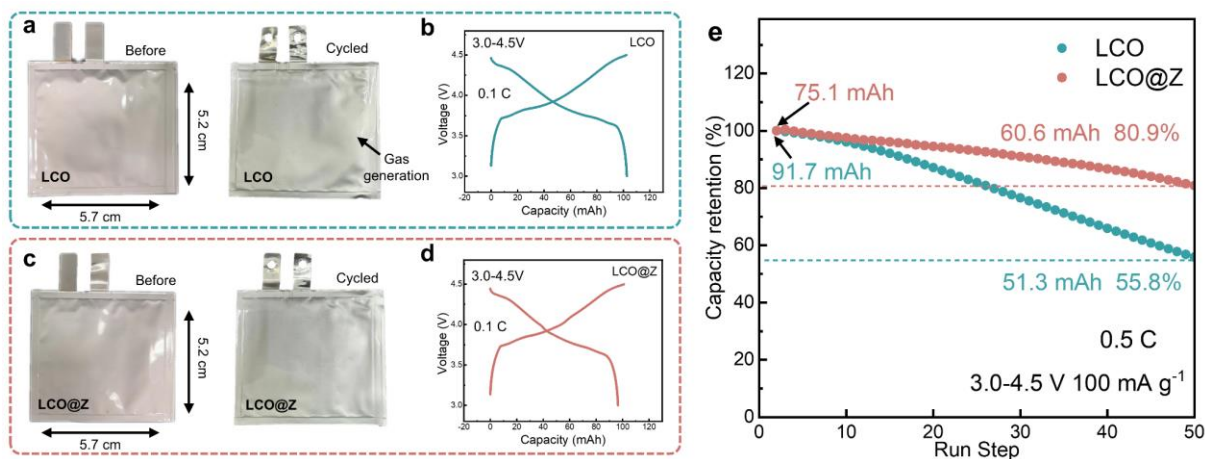 a
Before
Cycled
LCO
LCO
Gas
generation
5.2 cm
5.7 cm
b
3.0-4.5V
LCO
0.1 C
Voltage (V)
4.5
4.0
3.5
3.0
-20 0 20 40 60 80 100 120
Capacity (mAh)
c
Before
Cycled
LCO@Z
LCO@Z
5.2 cm
5.7 cm
d
3.0-4.5V
LCO@Z
0.1 C
Voltage (V)
4.5
4.0
3.5
3.0
-20 0 20 40 60 80 100 120
Capacity (mAh)
e
LCO
LCO@Z
75.1 mAh
60.6 mAh 80.9%
91.7 mAh
51.3 mAh 55.8%
0.5 C
3.0-4.5 V 100 mA g⁻¹
Capacity retention (%)
120
100
80
60
40
20
0
0 10 20 30 40 50
Run Step